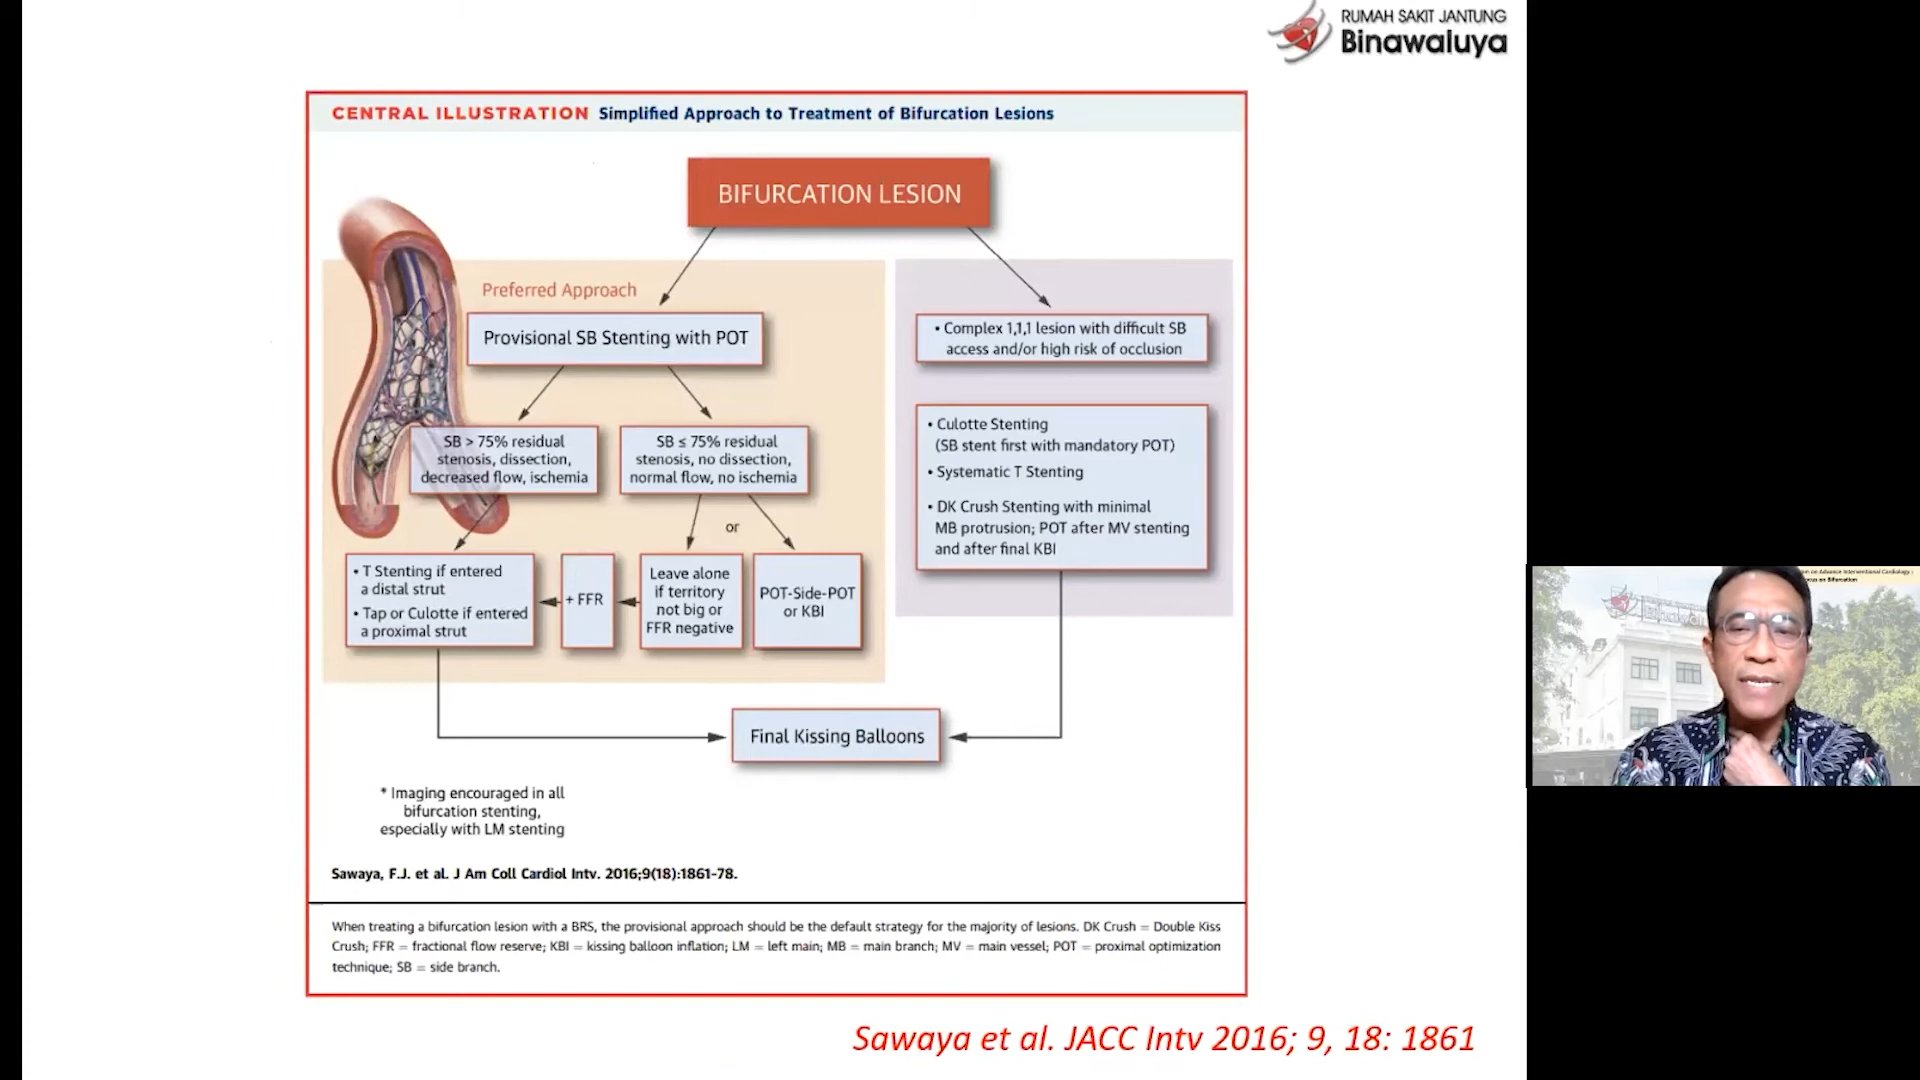 RUMAH SAKIT JANTUNG
Binawaluya
CENTRAL ILLUSTRATION Simplified Approach to Treatment of Bifurcation Lesions
BIFURCATION LESION
Preferred Approach
Provisional SB Stenting with POT
SB > 75% residual
stenosis, dissection,
decreased flow, ischemia
SB ≤ 75% residual
stenosis, no dissection,
normal flow, no ischemia
or
• T Stenting if entered
a distal strut
• Tap or Culotte if entered
a proximal strut
+ FFR
Leave alone
if territory
not big or
FFR negative
POT-Side-POT
or KBI
• Complex 1,1,1 lesion with difficult SB
access and/or high risk of occlusion
• Culotte Stenting
(SB stent first with mandatory POT)
• Systematic T Stenting
• DK Crush Stenting with minimal
MB protrusion; POT after MV stenting
and after final KBI
Final Kissing Balloons
* Imaging encouraged in all
bifurcation stenting,
especially with LM stenting
Sawaya, F.J. et al. J Am Coll Cardiol Intv. 2016;9(18):1861-78.
When treating a bifurcation lesion with a BRS, the provisional approach should be the default strategy for the majority of lesions. DK Crush = Double Kiss
Crush; FFR = fractional flow reserve; KBI = kissing balloon inflation; LM = left main; MB = main branch; MV = main vessel; POT = proximal optimization
technique; SB = side branch.
Sawaya et al. JACC Intv 2016; 9, 18: 1861
on Advance Interventional Cardiology :
on Bifurcation